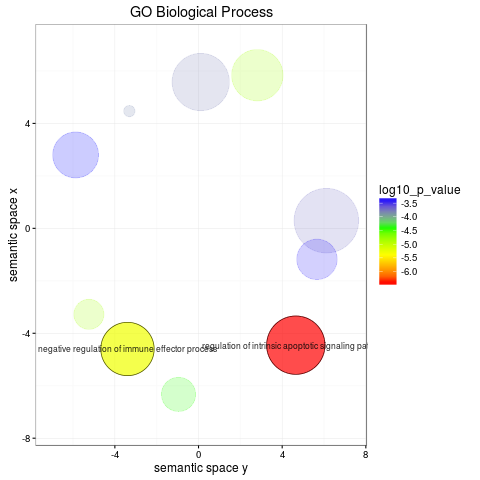 GO Biological Process
semantic space x
4
0
-4
-8
negative regulation of immune effector process
regulation of intrinsic apoptotic signaling pat
-4
0
4
8
semantic space y
log10_p_value
-3.5
-4.0
-4.5
-5.0
-5.5
-6.0